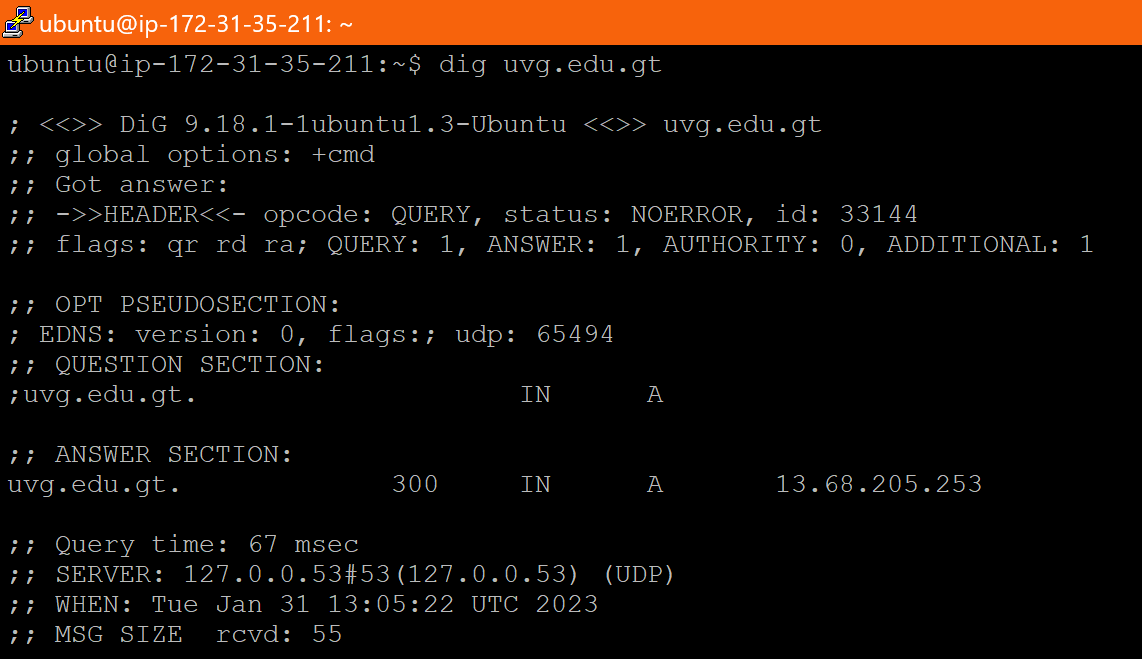 ubuntu@ip-172-31-35-211: ~
ubuntu@ip-172-31-35-211:~$ dig uvg.edu.gt

; <<>> DiG 9.18.1-1ubuntu1.3-Ubuntu <<>> uvg.edu.gt
;; global options: +cmd
;; Got answer:
;; ->>HEADER<<- opcode: QUERY, status: NOERROR, id: 33144
;; flags: qr rd ra; QUERY: 1, ANSWER: 1, AUTHORITY: 0, ADDITIONAL: 1

;; OPT PSEUDOSECTION:
; EDNS: version: 0, flags:; udp: 65494
;; QUESTION SECTION:
;uvg.edu.gt.			IN	A

;; ANSWER SECTION:
uvg.edu.gt.		300	IN	A	13.68.205.253

;; Query time: 67 msec
;; SERVER: 127.0.0.53#53(127.0.0.53) (UDP)
;; WHEN: Tue Jan 31 13:05:22 UTC 2023
;; MSG SIZE  rcvd: 55